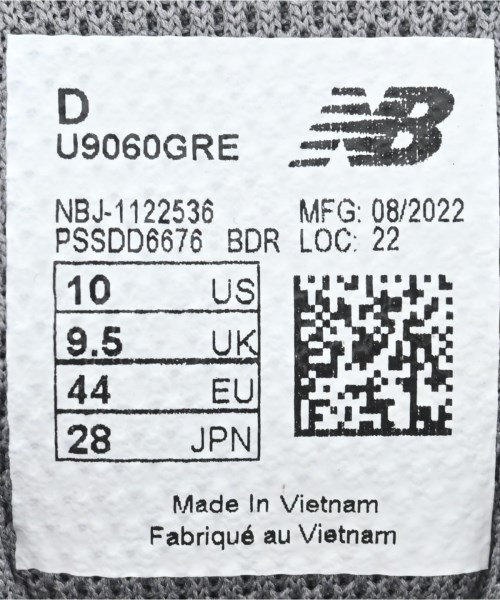 D
U9060GRE
NB
NBJ-1122536 MFG: 08/2022
PSSDD6676 BDR LOC: 22
10 US
9.5 UK
44 EU
28 JPN
Made In Vietnam
Fabriqué au Vietnam